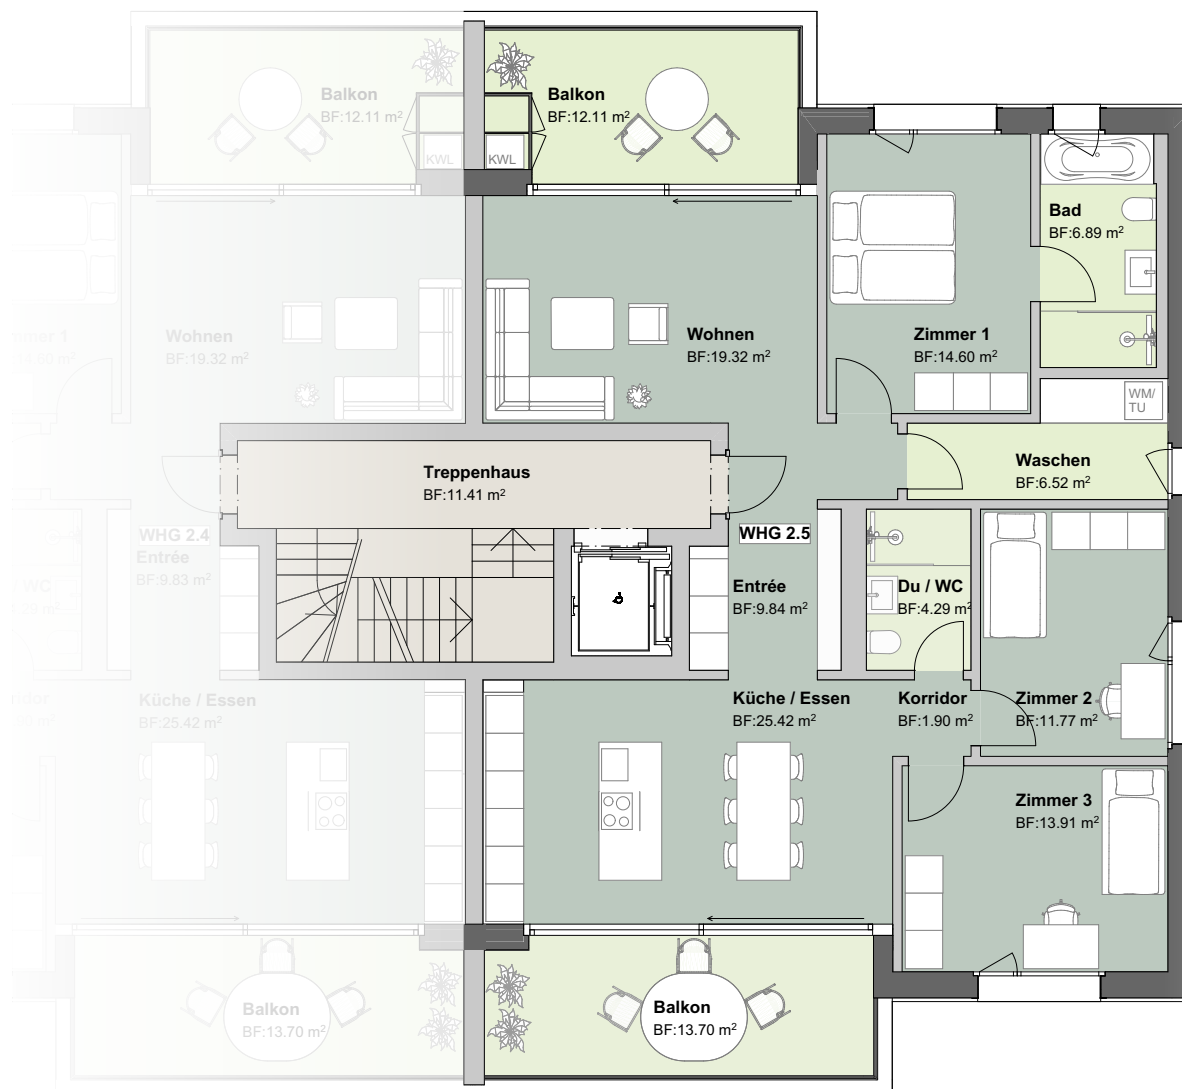 Balkon
BF:12.11 m²
KWL
Balkon
BF:12.11 m²
KWL
Bad
BF:6.89 m²
Wohnen
BF:19.32 m²
Wohnen
BF:19.32 m²
Zimmer 1
BF:14.60 m²
WM/
TU
Treppenhaus
BF:11.41 m²
Waschen
BF:6.52 m²
WHG 2.4
Entrée
BF:9.83 m²
WHG 2.5
Entrée
BF:9.84 m²
WC
Du / WC
BF:4.29 m²
Küche / Essen
BF:25.42 m²
Küche / Essen
BF:25.42 m²
Korridor
BF:1.90 m²
Zimmer 2
BF:11.77 m²
Zimmer 3
BF:13.91 m²
Balkon
BF:13.70 m²
Balkon
BF:13.70 m²